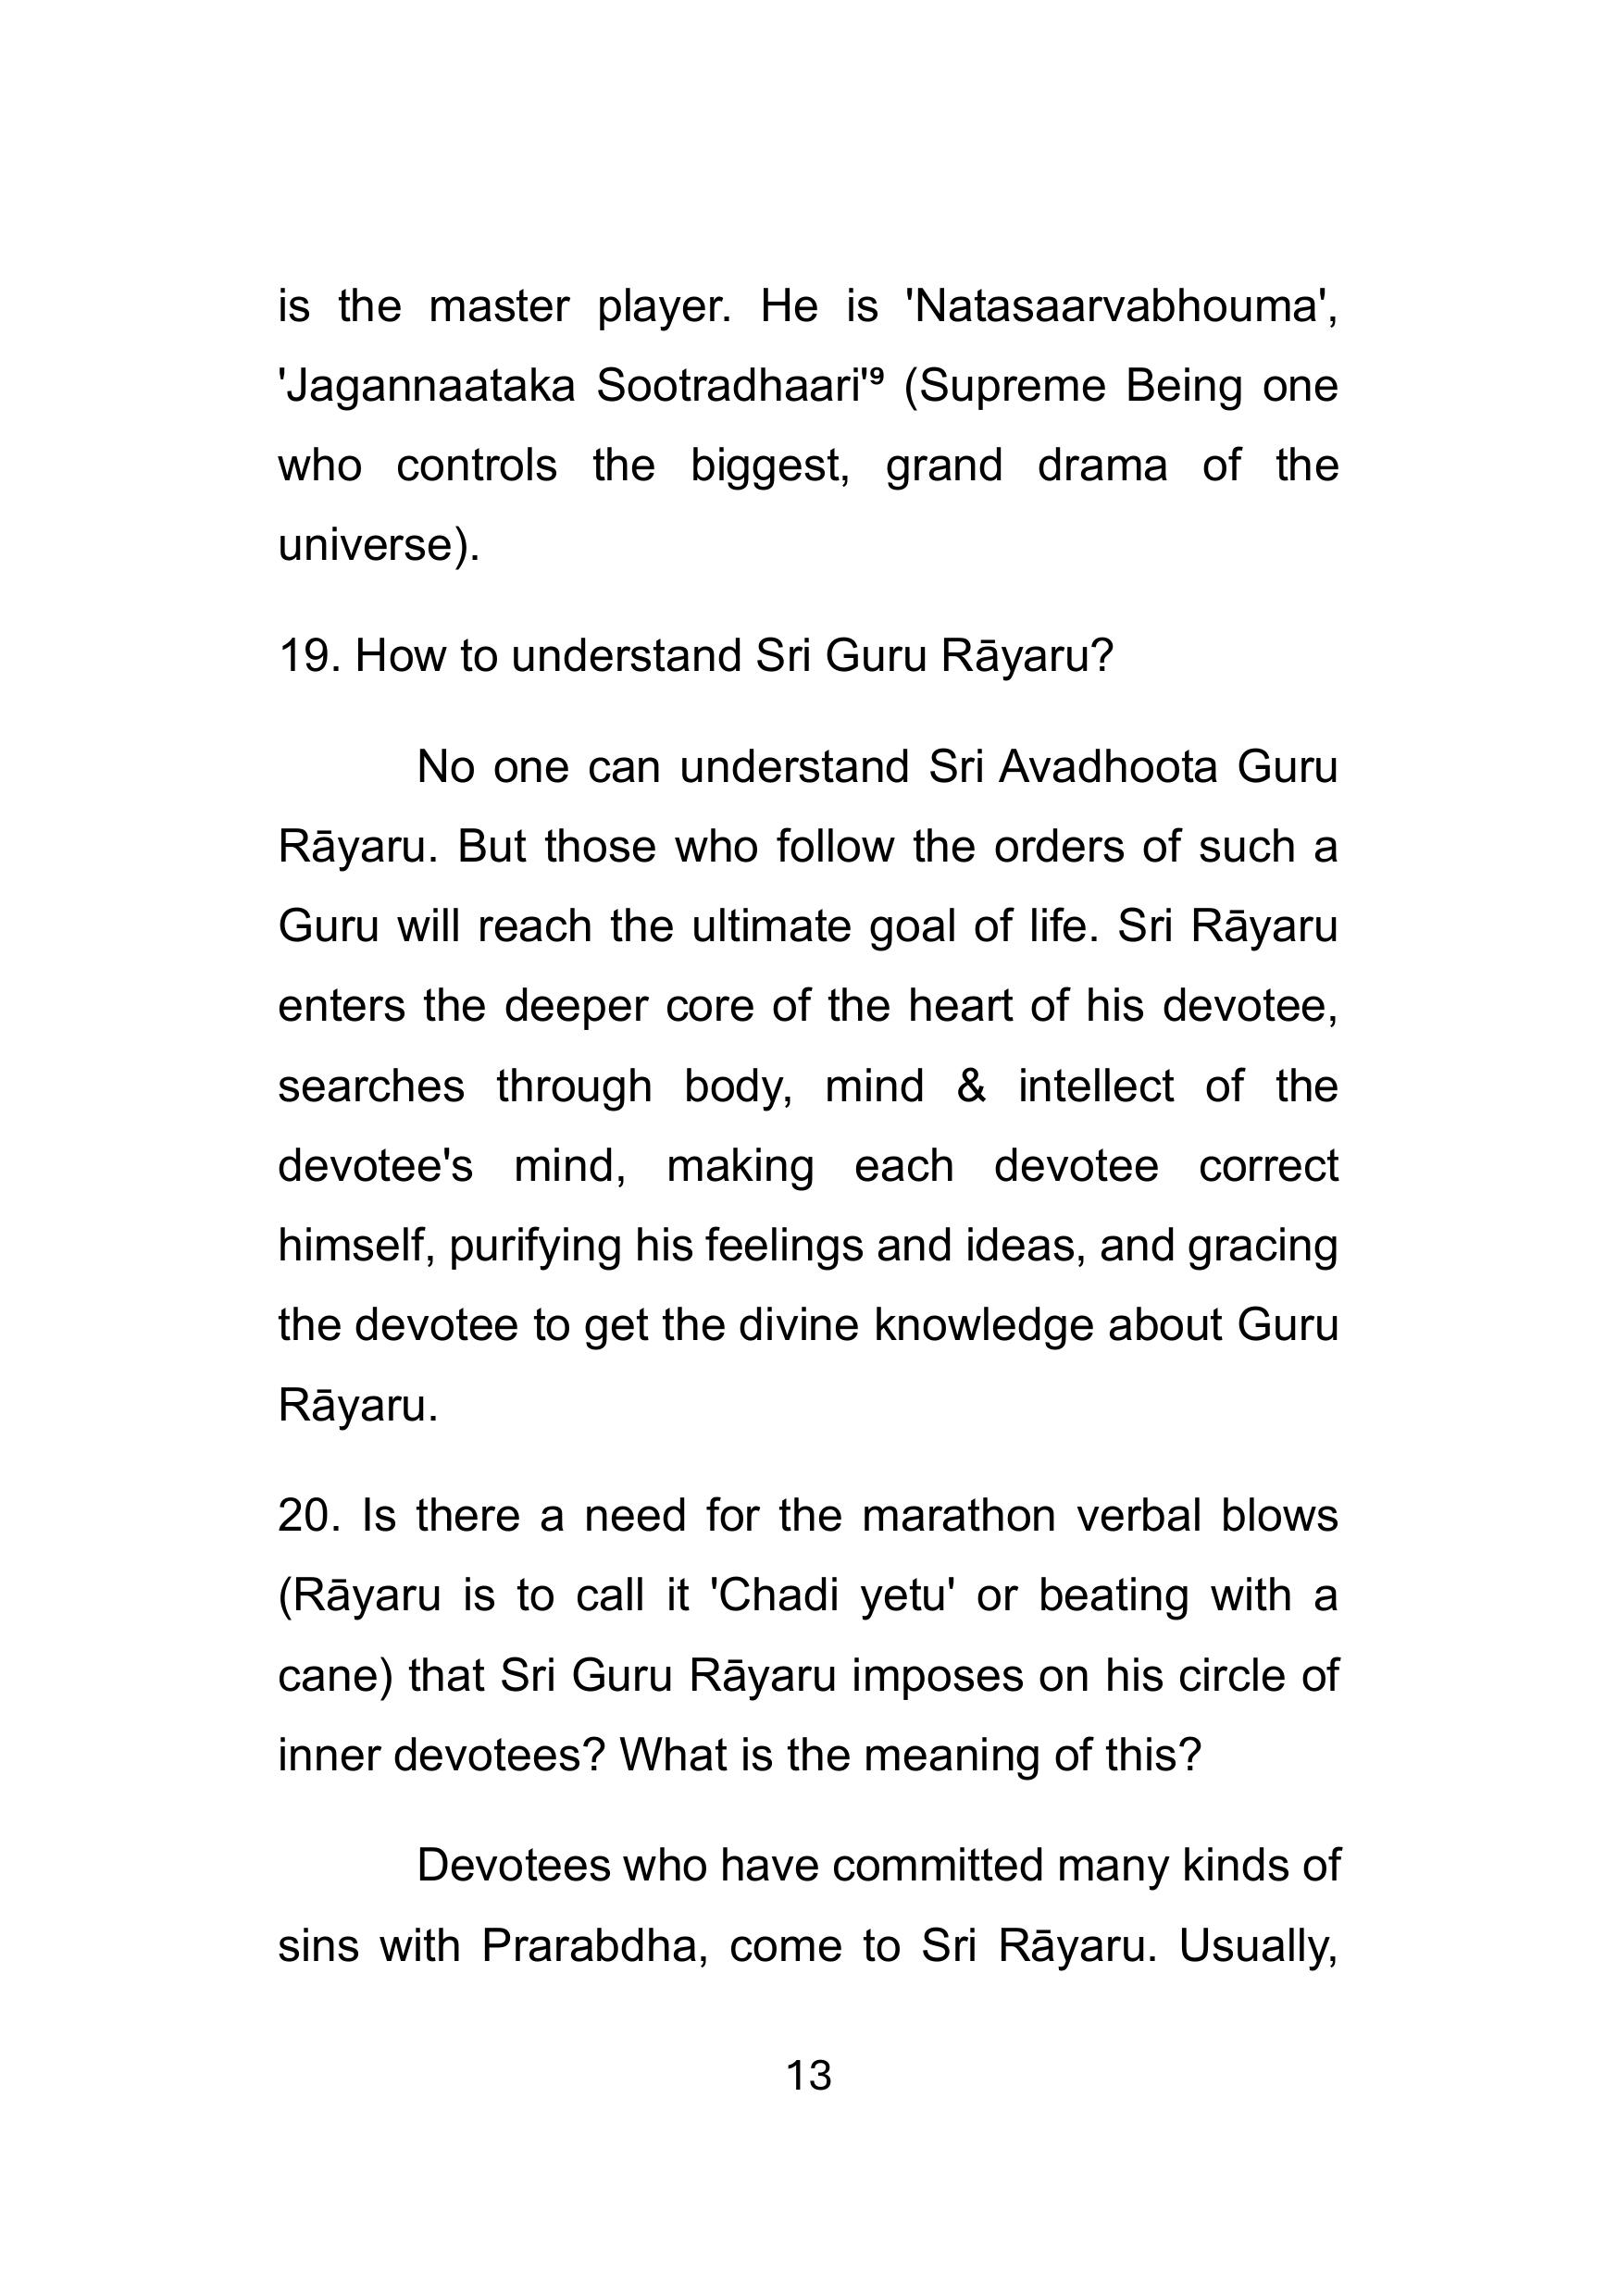 is the master player. He is 'Natasaarvabhouma',
'Jagannaataka Sootradhaari'⁹ (Supreme Being one
who controls the biggest, grand drama of the
universe).
19. How to understand Sri Guru Rāyaru?
No one can understand Sri Avadhoota Guru
Rāyaru. But those who follow the orders of such a
Guru will reach the ultimate goal of life. Sri Rāyaru
enters the deeper core of the heart of his devotee,
searches through body, mind & intellect of the
devotee's mind, making each devotee correct
himself, purifying his feelings and ideas, and gracing
the devotee to get the divine knowledge about Guru
Rāyaru.
20. Is there a need for the marathon verbal blows
(Rāyaru is to call it 'Chadi yetu' or beating with a
cane) that Sri Guru Rāyaru imposes on his circle of
inner devotees? What is the meaning of this?
Devotees who have committed many kinds of
sins with Prarabdha, come to Sri Rāyaru. Usually,
13